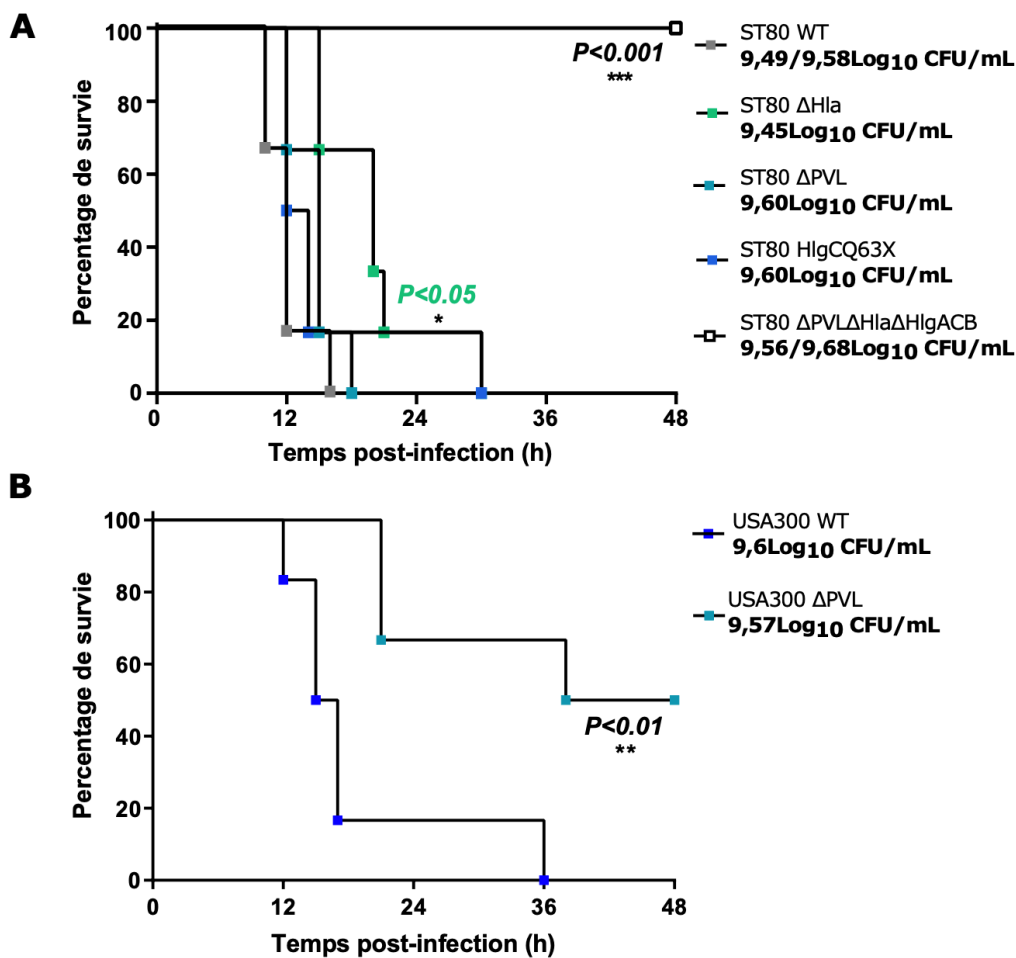 A
100
80
60
40
20
0
Percentage de survie
0 12 24 36 48
Temps post-infection (h)
P<0.001
***
P<0.05
*
ST80 WT
9,49/9,58Log10 CFU/mL
ST80 ΔHla
9,45Log10 CFU/mL
ST80 ΔPVL
9,60Log10 CFU/mL
ST80 HlgCQ63X
9,60Log10 CFU/mL
ST80 ΔPVLΔHlaΔHlgACB
9,56/9,68Log10 CFU/mL
B
100
80
60
40
20
0
Percentage de survie
0 12 24 36 48
Temps post-infection (h)
P<0.01
**
USA300 WT
9,6Log10 CFU/mL
USA300 ΔPVL
9,57Log10 CFU/mL